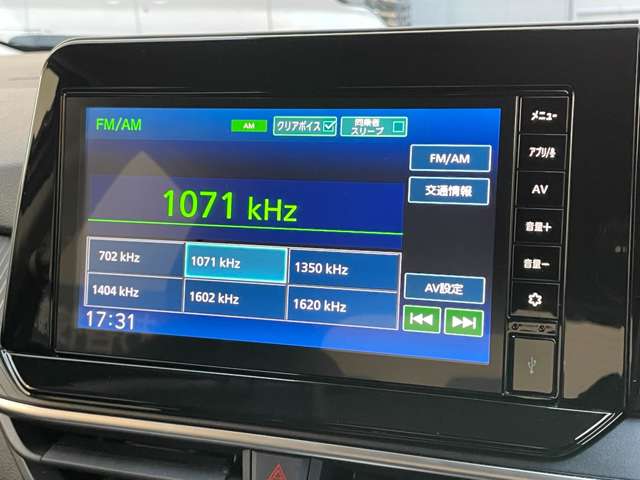 FM/AM
AM
クリアボイス
同乗者
スリープ
FM/AM
1071 kHz
交通情報
702 kHz
1071 kHz
1350 kHz
1404 kHz
1602 kHz
1620 kHz
AV設定
17:31
メニュー
AV
音量+
音量-